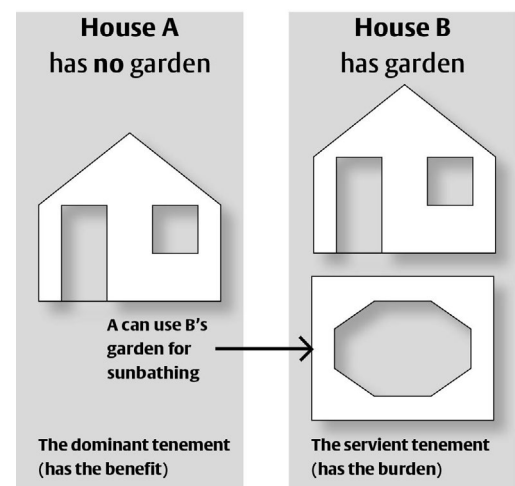 House A
has no garden
House B
has garden
A can use B's
garden for
sunbathing
The dominant tenement
(has the benefit)
The servient tenement
(has the burden)